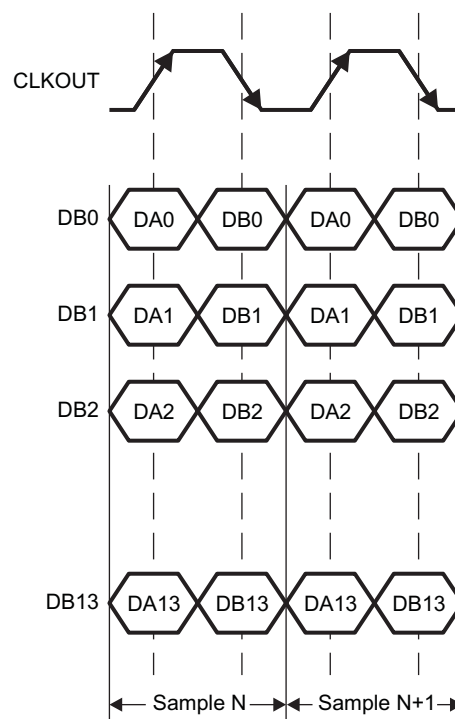 CLKOUT
DB0 DA0 DB0 DA0 DB0
DB1 DA1 DB1 DA1 DB1
DB2 DA2 DB2 DA2 DB2
DB13 DA13 DB13 DA13 DB13
Sample N Sample N+1